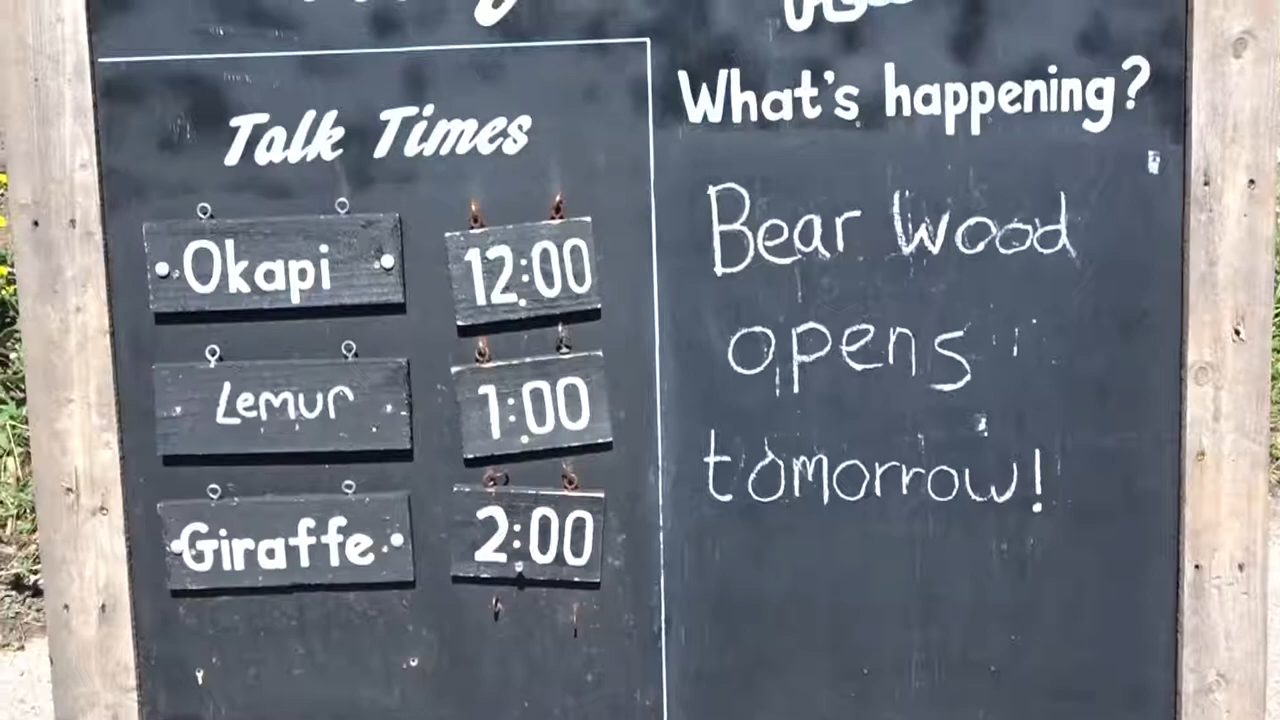 Talk Times
Okapi 12:00
Lemur 1:00
Giraffe 2:00
What's happening?
Bear Wood
opens
tomorrow!